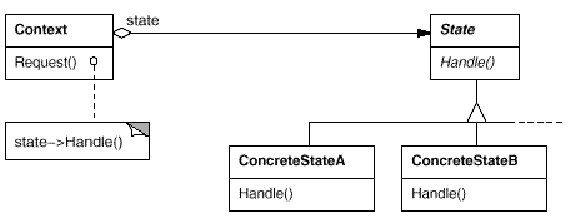 Context
state
State
Request()
Handle()
state->Handle()
ConcreteStateA
ConcreteStateB
Handle()
Handle()